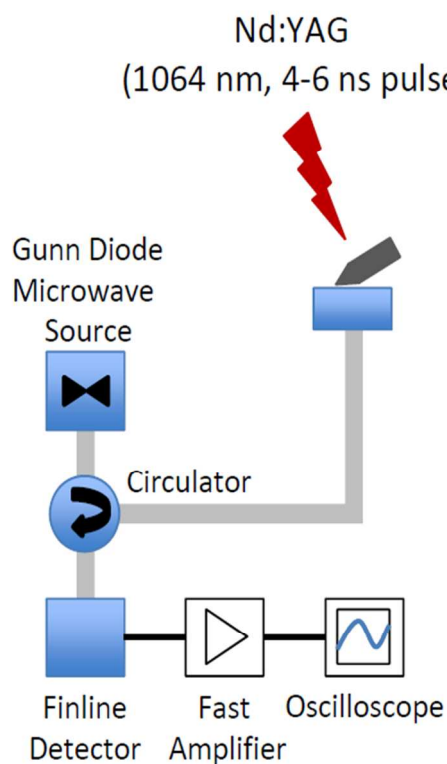 Nd:YAG
(1064 nm, 4-6 ns pulse
Gunn Diode
Microwave
Source
Circulator
Finline
Detector
Fast
Amplifier
Oscilloscope